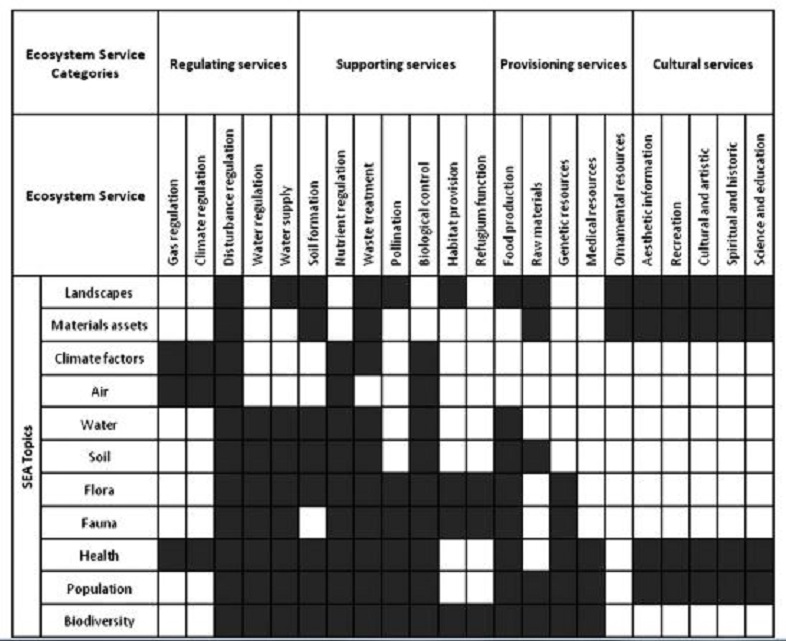 Ecosystem Service
Categories
Regulating services
Supporting services
Provisioning services
Cultural services
Ecosystem Service
Gas regulation
Climate regulation
Disturbance regulation
Water regulation
Water supply
Soil formation
Nutrient regulation
Waste treatment
Pollination
Biological control
Habitat provision
Refugium function
Food production
Raw materials
Genetic resources
Medical resources
Ornamental resources
Aesthetic information
Recreation
Cultural and artistic
Spiritual and historic
Science and education
SEA Topics
Landscapes
Materials assets
Climate factors
Air
Water
Soil
Flora
Fauna
Health
Population
Biodiversity